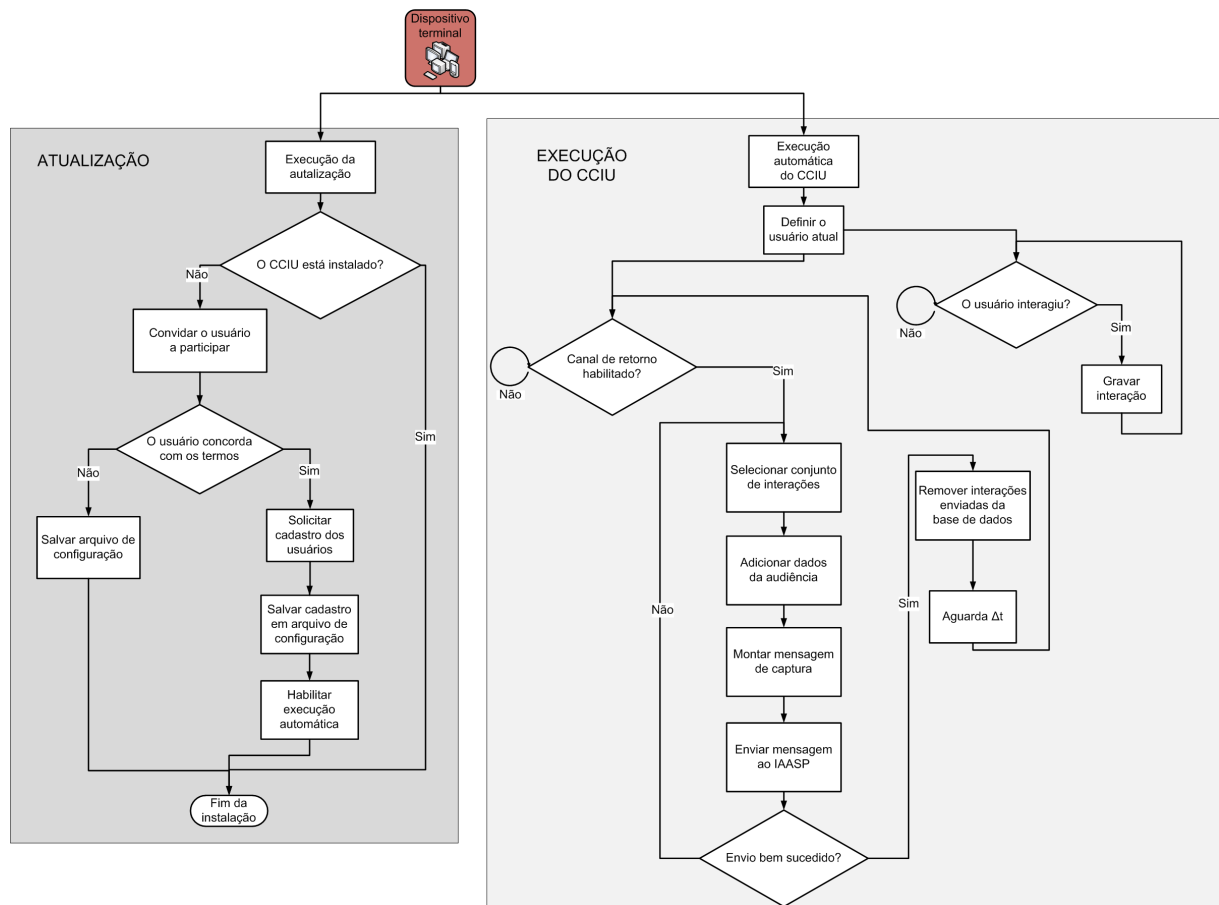 Dispositivo
terminal
ATUALIZAÇÃO
Execução da
autalização
O CCIU está instalado?
Não
Sim
Convidar o usuário
a participar
O usuário concorda
com os termos
Não
Sim
Salvar arquivo de
configuração
Solicitar
cadastro dos
usuários
Salvar cadastro
em arquivo de
configuração
Habilitar
execução
automática
Fim da
instalação
EXECUÇÃO
DO CCIU
Execução
automática
do CCIU
Definir o
usuário atual
O usuário interagiu?
Não
Sim
Gravar
interação
Canal de retorno
habilitado?
Não
Sim
Selecionar conjunto
de interações
Adicionar dados
da audiência
Montar mensagem
de captura
Enviar mensagem
ao IAASP
Envio bem sucedido?
Não
Sim
Remover interações
enviadas da
base de dados
Aguarda Δt